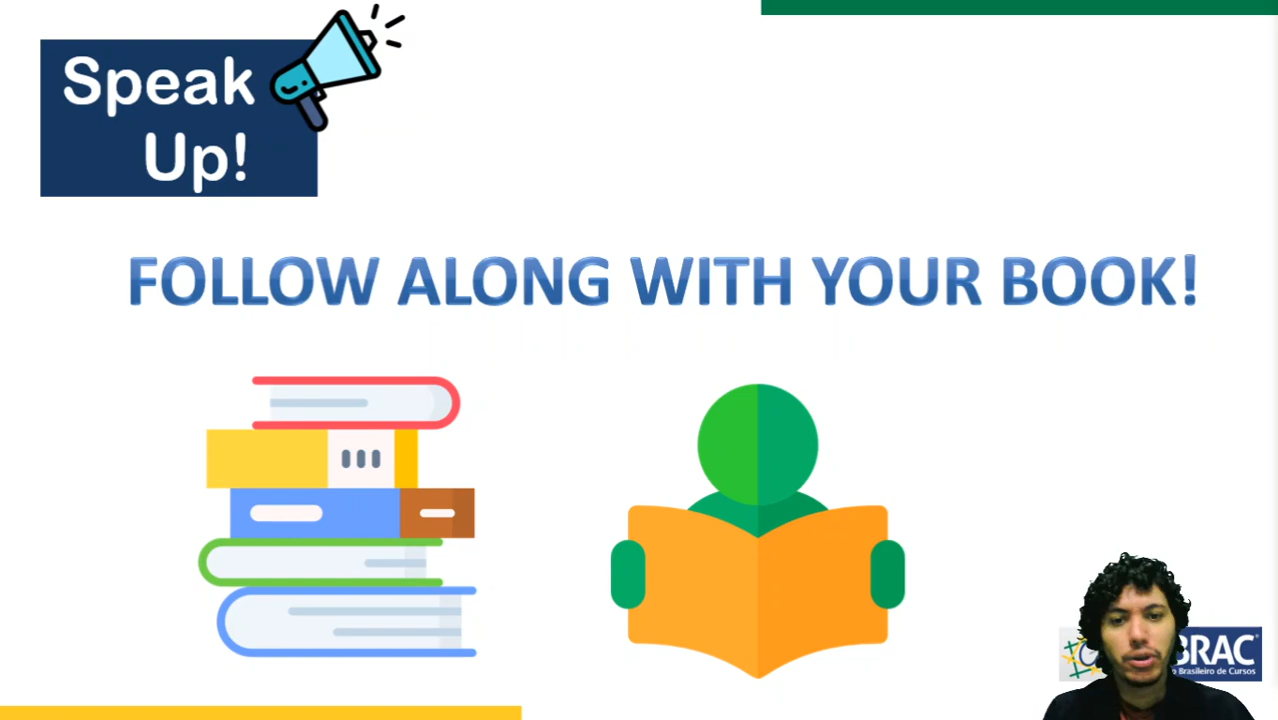 Speak
Up!
FOLLOW ALONG WITH YOUR BOOK!
BRAC
Brasileiro de Cursos